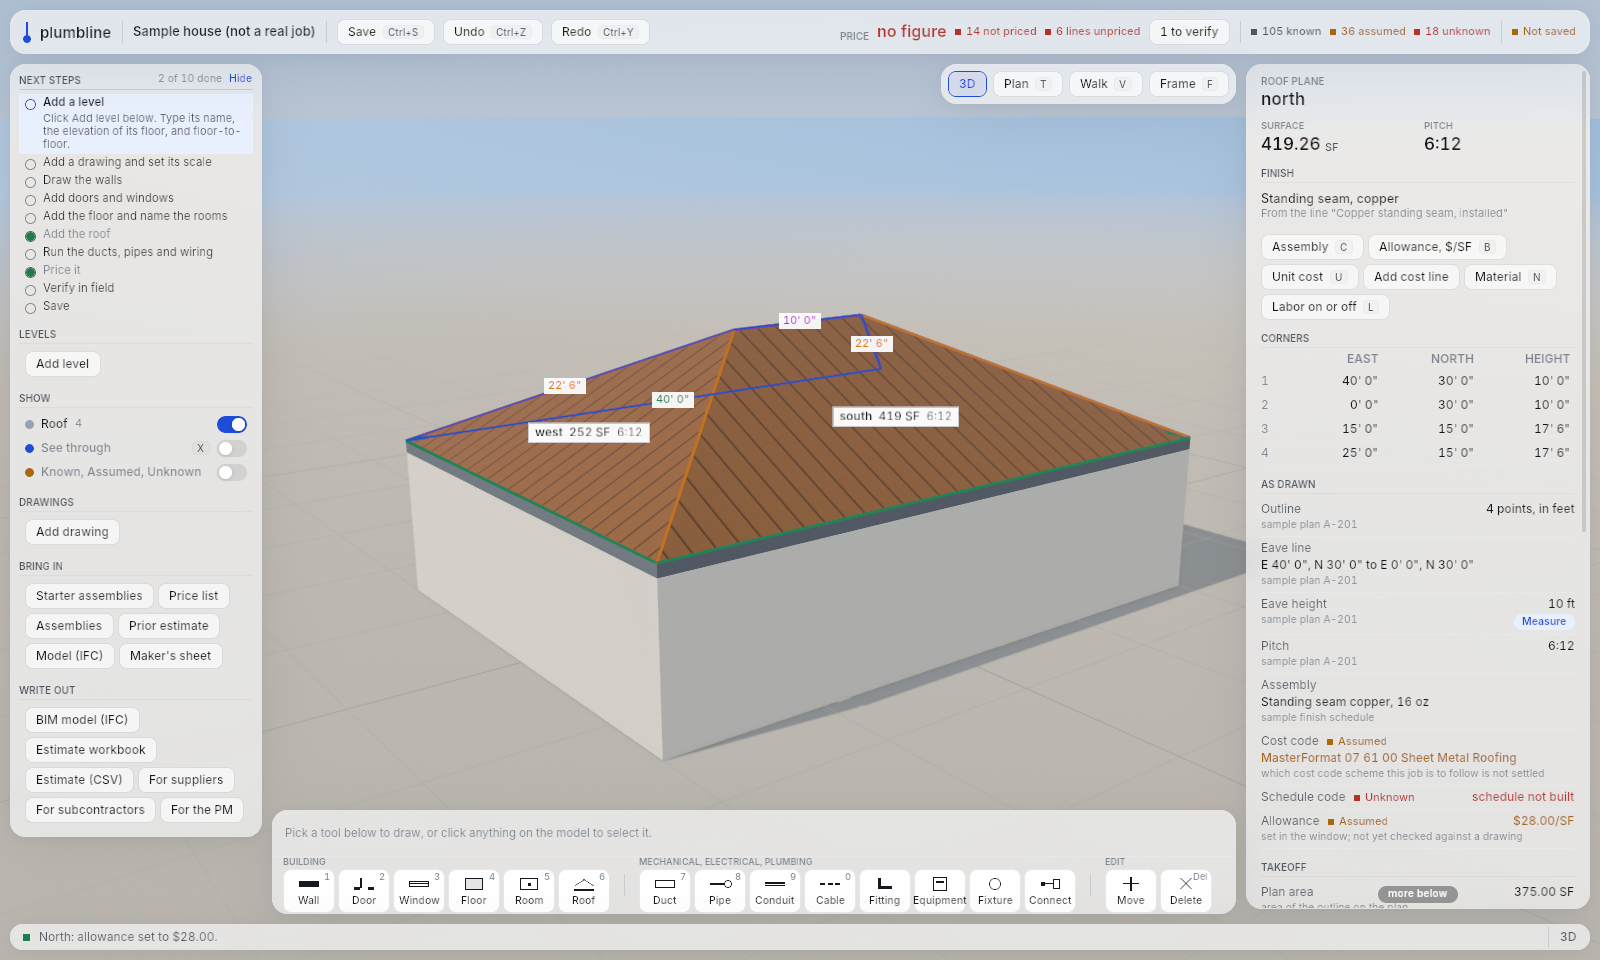 plumbline
Sample house (not a real job)
Save Ctrl+S
Undo Ctrl+Z
Redo Ctrl+Y
PRICE no figure
14 not priced
6 lines unpriced
1 to verify
105 known
36 assumed
18 unknown
Not saved
NEXT STEPS
2 of 10 done
Hide
Add a level
Click Add level below. Type its name,
the elevation of its floor, and floor-to-
floor.
Add a drawing and set its scale
Draw the walls
Add doors and windows
Add the floor and name the rooms
Add the roof
Run the ducts, pipes and wiring
Price it
Verify in field
Save
LEVELS
Add level
SHOW
Roof 4
See through X
Known, Assumed, Unknown
DRAWINGS
Add drawing
BRING IN
Starter assemblies
Price list
Assemblies
Prior estimate
Model (IFC)
Maker's sheet
WRITE OUT
BIM model (IFC)
Estimate workbook
Estimate (CSV)
For suppliers
For subcontractors
For the PM
3D
Plan T
Walk V
Frame F
10' 0"
22' 6"
22' 6"
40' 0"
west 252 SF 6:12
south 419 SF 6:12
Pick a tool below to draw, or click anything on the model to select it.
BUILDING
Wall 1
Door 2
Window 3
Floor 4
Room 5
Roof 6
MECHANICAL, ELECTRICAL, PLUMBING
Duct 7
Pipe 8
Conduit 9
Cable 0
Fitting
Equipment
Fixture
Connect
EDIT
Move
Delete Del
ROOF PLANE
north
SURFACE
419.26 SF
PITCH
6:12
FINISH
Standing seam, copper
From the line "Copper standing seam, installed"
Assembly C
Allowance, $/SF B
Unit cost U
Add cost line
Material N
Labor on or off L
CORNERS
EAST NORTH HEIGHT
1 40' 0" 30' 0" 10' 0"
2 0' 0" 30' 0" 10' 0"
3 15' 0" 15' 0" 17' 6"
4 25' 0" 15' 0" 17' 6"
AS DRAWN
Outline 4 points, in feet
sample plan A-201
Eave line
E 40' 0", N 30' 0" to E 0' 0", N 30' 0"
sample plan A-201
Eave height 10 ft
sample plan A-201 Measure
Pitch 6:12
sample plan A-201
Assembly
Standing seam copper, 16 oz
sample finish schedule
Cost code Assumed
MasterFormat 07 61 00 Sheet Metal Roofing
which cost code scheme this job is to follow is not settled
Schedule code Unknown schedule not built
Allowance Assumed $28.00/SF
set in the window; not yet checked against a drawing
TAKEOFF
Plan area 375.00 SF
more below
area of the outline on the plan
North: allowance set to $28.00.
3D